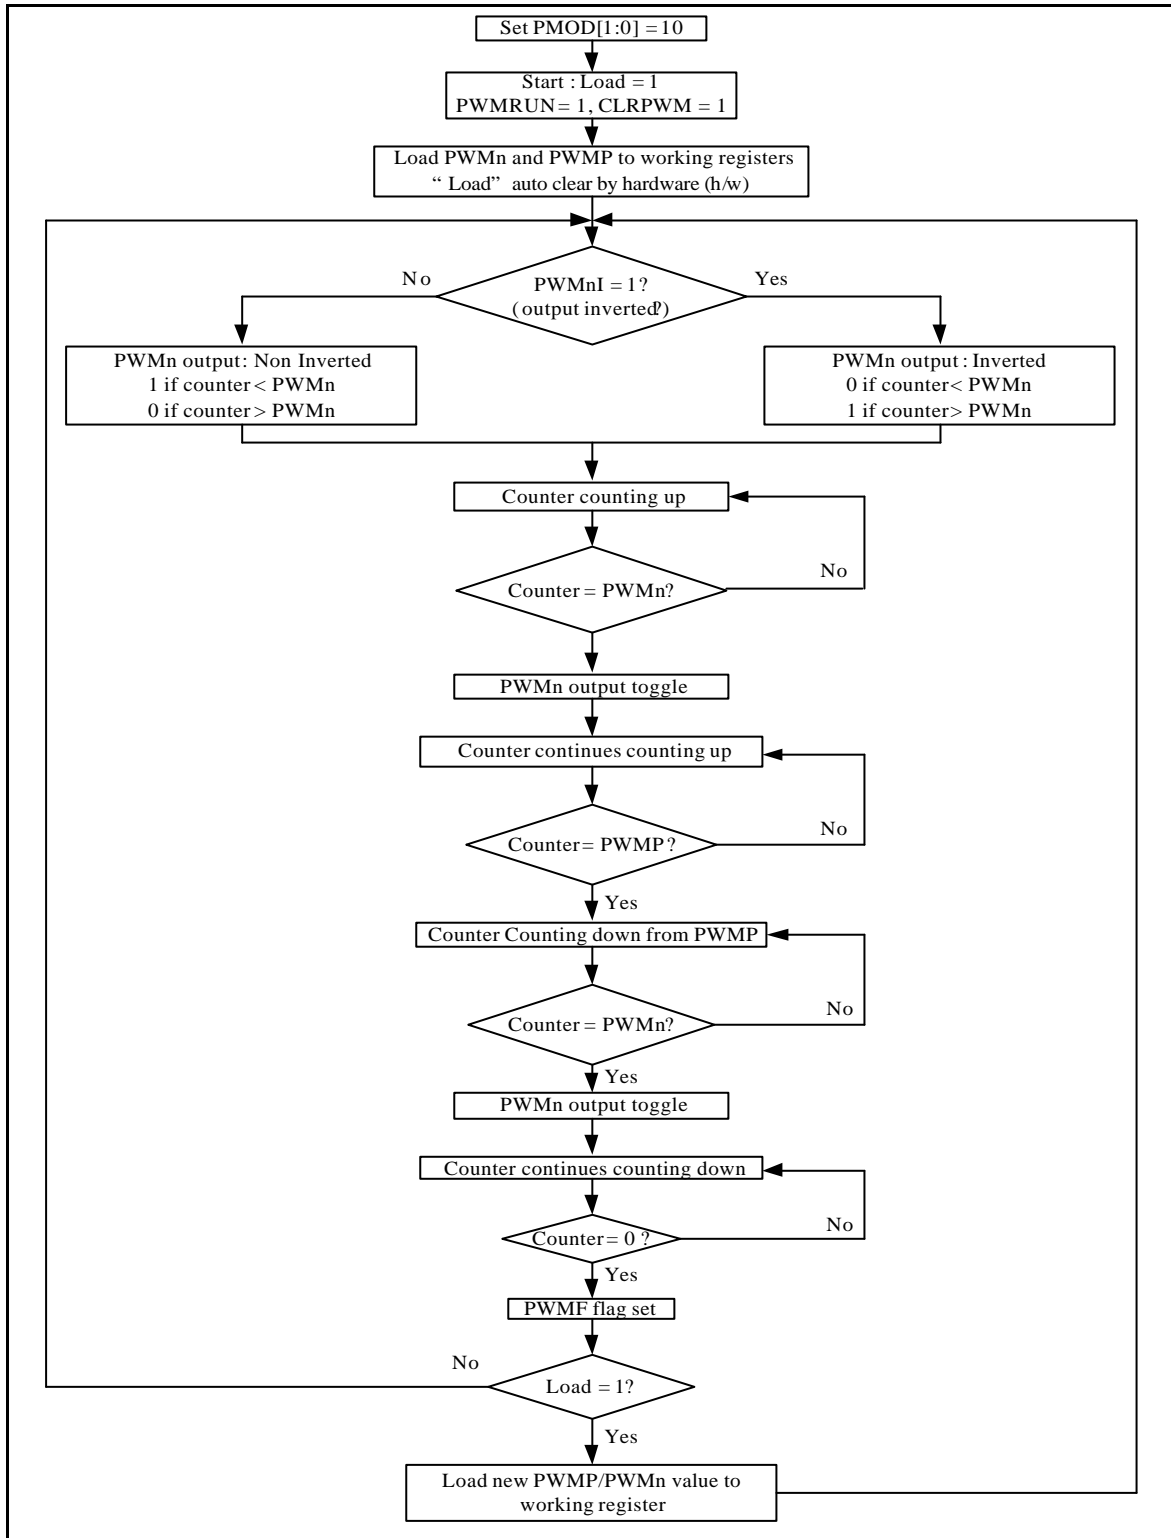 Set PMOD[1:0] = 10
Start : Load = 1
PWMRUN = 1, CLRPWM = 1
Load PWMn and PWMP to working registers
“ Load” auto clear by hardware (h/w)
No
Yes
PWMnI = 1?
( output inverted?)
PWMn output: Non Inverted
1 if counter < PWMn
0 if counter > PWMn
PWMn output : Inverted
0 if counter < PWMn
1 if counter > PWMn
Counter counting up
Counter = PWMn?
No
PWMn output toggle
Counter continues counting up
Counter = PWMP ?
No
Yes
Counter Counting down from PWMP
Counter = PWMn?
No
Yes
PWMn output toggle
Counter continues counting down
Counter = 0 ?
No
Yes
PWMF flag set
No
Load = 1?
Yes
Load new PWMP/PWMn value to
working register